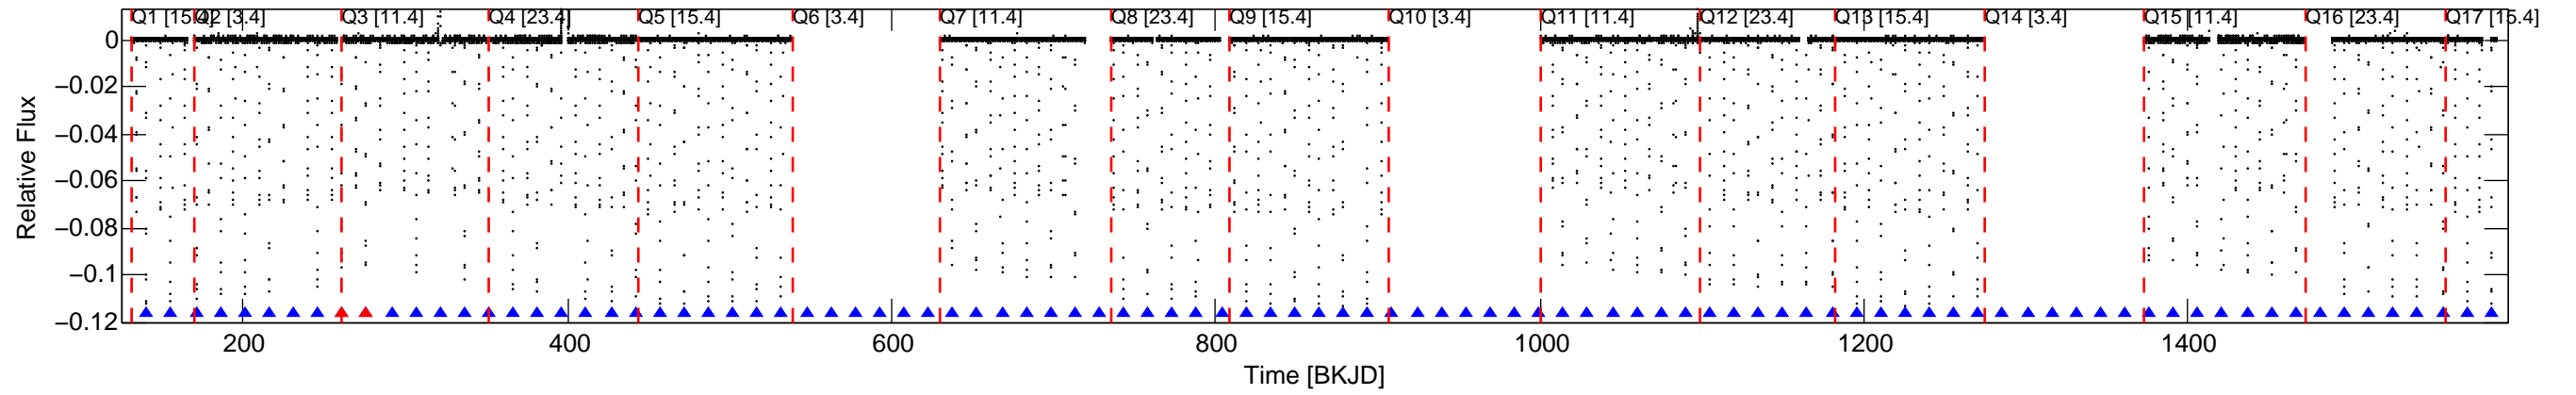 Q1 [15.4] Q2 [3.4] Q3 [11.4] Q4 [23.4] Q5 [15.4] Q6 [3.4] Q7 [11.4] Q8 [23.4] Q9 [15.4] Q10 [3.4] Q11 [11.4] Q12 [23.4] Q13 [15.4] Q14 [3.4] Q15 [11.4] Q16 [23.4] Q17 [15.4]
0
−0.02
−0.04
−0.06
−0.08
−0.1
−0.12
Relative Flux
200 400 600 800 1000 1200 1400
Time [BKJD]